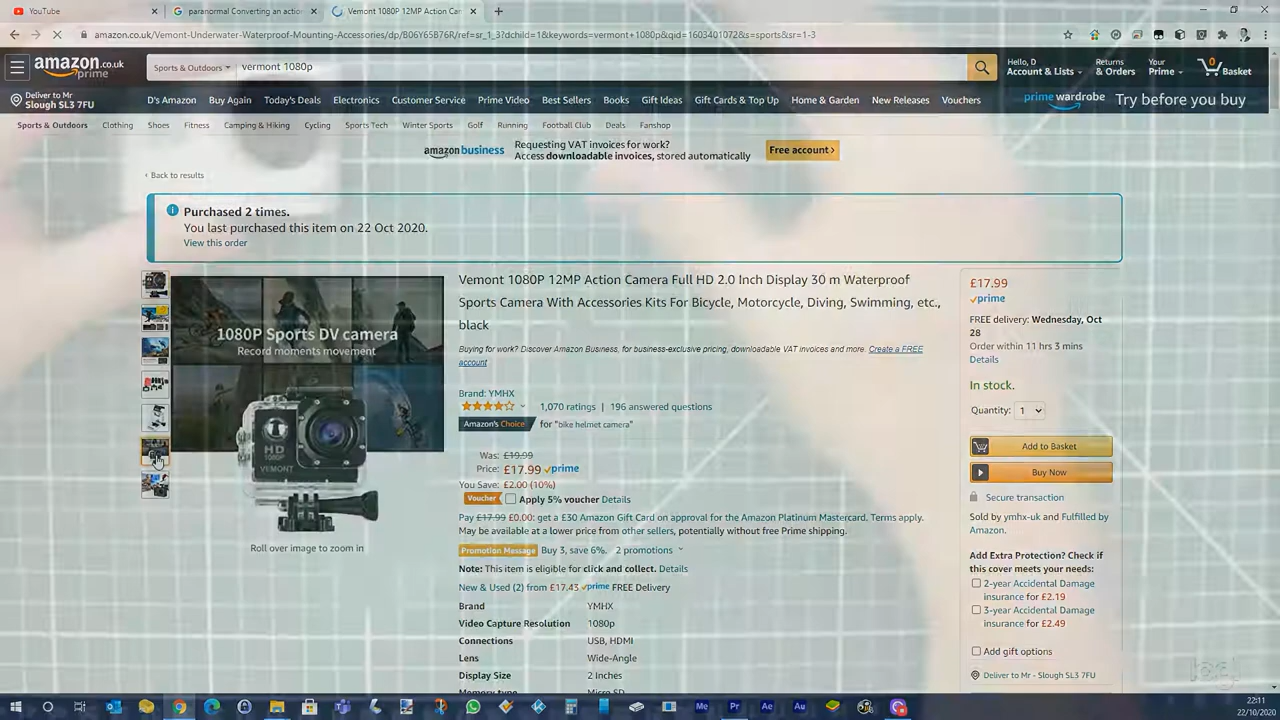 YouTube
paranormal Converting an action
Vemont 1080P 12MP Action Car
amazon.co.uk/Vemont-Underwater-Waterproof-Mounting-Accessories/dp/B06Y65B76R/ref=sr_1_3?dchild=1&keywords=vermont+1080p&qid=1603401072&s=sports&sr=1-3
amazon.co.uk
prime
Sports & Outdoors
vermont 1080p
Hello, D
Account & Lists
Returns
& Orders
Your
Prime
0
Basket
Deliver to Mr
Slough SL3 7FU
D's Amazon Buy Again Today's Deals Electronics Customer Service Prime Video Best Sellers Books Gift Ideas Gift Cards & Top Up Home & Garden New Releases Vouchers
prime wardrobe Try before you buy
Sports & Outdoors Clothing Shoes Fitness Camping & Hiking Cycling Sports Tech Winter Sports Golf Running Football Club Deals Fanshop
amazon business
Requesting VAT invoices for work?
Access downloadable invoices, stored automatically
Free account ›
‹ Back to results
Purchased 2 times.
You last purchased this item on 22 Oct 2020.
View this order
1080P Sports DV camera
Record moments movement
HD
1080P
VEMONT
Roll over image to zoom in
Vemont 1080P 12MP Action Camera Full HD 2.0 Inch Display 30 m Waterproof
Sports Camera With Accessories Kits For Bicycle, Motorcycle, Diving, Swimming, etc.,
black
Buying for work? Discover Amazon Business, for business-exclusive pricing, downloadable VAT invoices and more. Create a FREE
account
Brand: YMHX
1,070 ratings | 196 answered questions
Amazon's Choice for "bike helmet camera"
Was: £19.99
Price: £17.99 prime
You Save: £2.00 (10%)
Voucher Apply 5% voucher Details
Pay £17.99 £0.00: get a £30 Amazon Gift Card on approval for the Amazon Platinum Mastercard. Terms apply.
May be available at a lower price from other sellers, potentially without free Prime shipping.
Promotion Message Buy 3, save 6%. 2 promotions
Note: This item is eligible for click and collect. Details
New & Used (2) from £17.43 prime FREE Delivery
Brand YMHX
Video Capture Resolution 1080p
Connections USB, HDMI
Lens Wide-Angle
Display Size 2 Inches
Memory type Micro SD
£17.99
prime
FREE delivery: Wednesday, Oct
28
Order within 11 hrs 3 mins
Details
In stock.
Quantity: 1
Add to Basket
Buy Now
Secure transaction
Sold by ymhx-uk and Fulfilled by
Amazon.
Add Extra Protection? Check if
this cover meets your needs:
2-year Accidental Damage
insurance for £2.19
3-year Accidental Damage
insurance for £2.49
Add gift options
Deliver to Mr - Slough SL3 7FU
22:11
22/10/2020